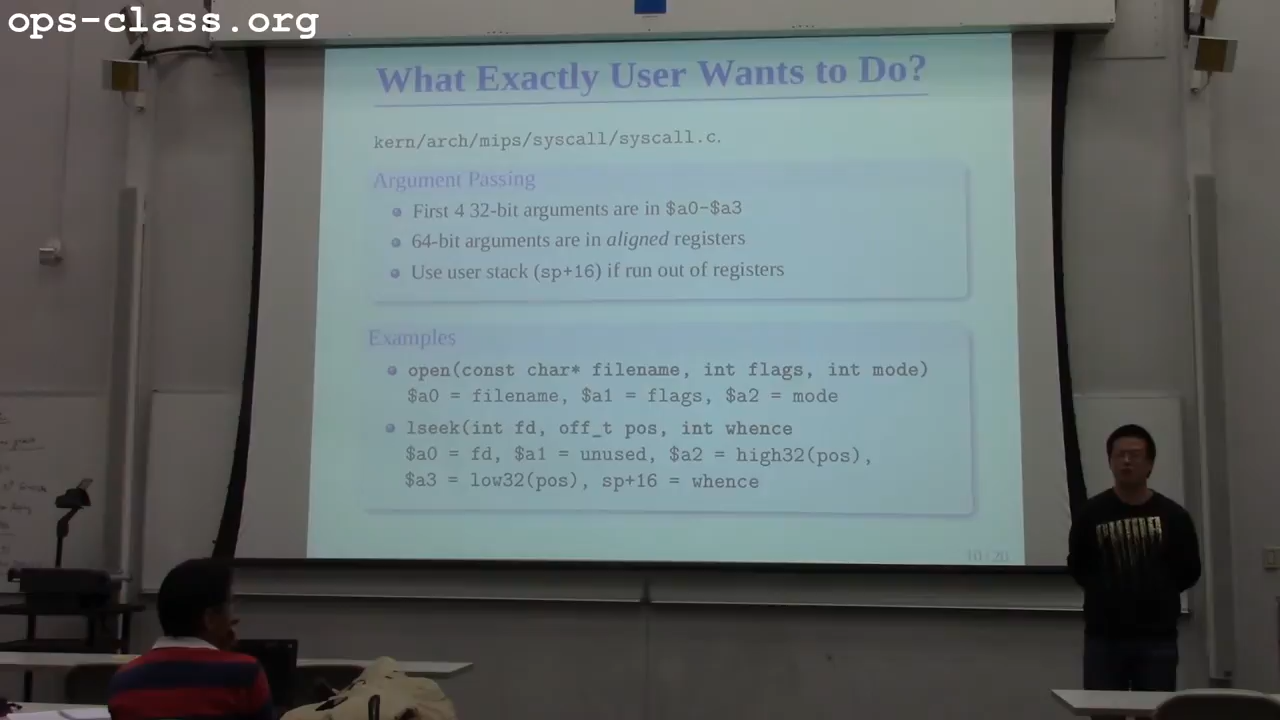 ops-class.org
What Exactly User Wants to Do?
kern/arch/mips/syscall/syscall.c.
Argument Passing
First 4 32-bit arguments are in $a0-$a3
64-bit arguments are in aligned registers
Use user stack (sp+16) if run out of registers
Examples
open(const char* filename, int flags, int mode)
$a0 = filename, $a1 = flags, $a2 = mode
lseek(int fd, off_t pos, int whence
$a0 = fd, $a1 = unused, $a2 = high32(pos),
$a3 = low32(pos), sp+16 = whence
10 / 20